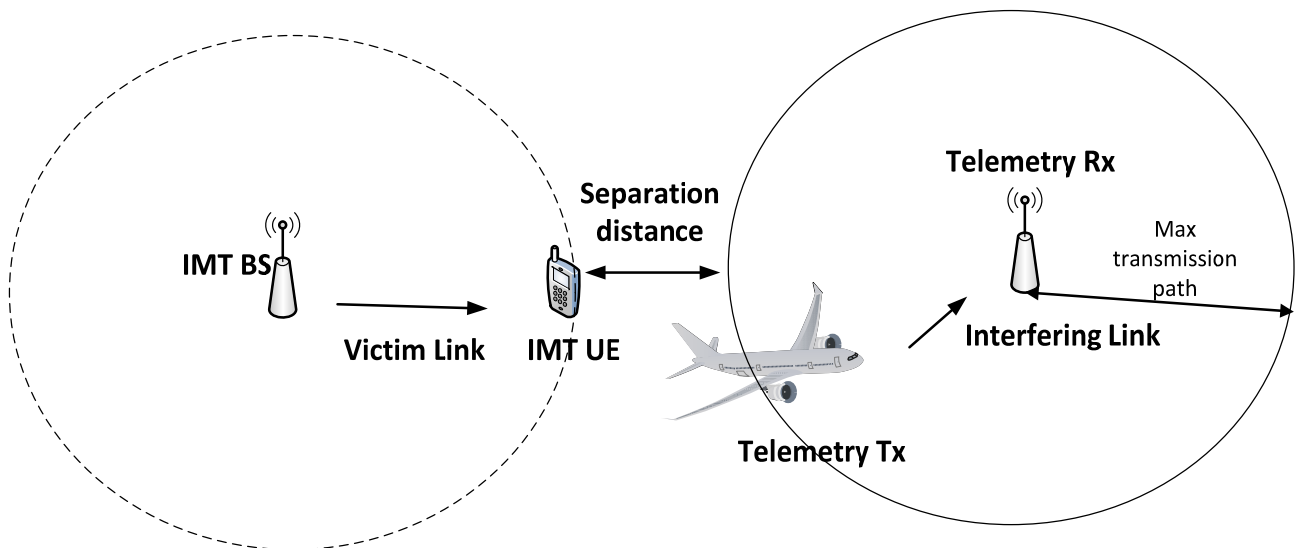 Telemetry Rx
Separation
distance
Max
transmission
path
IMT BS
Victim Link
IMT UE
Interfering Link
Telemetry Tx